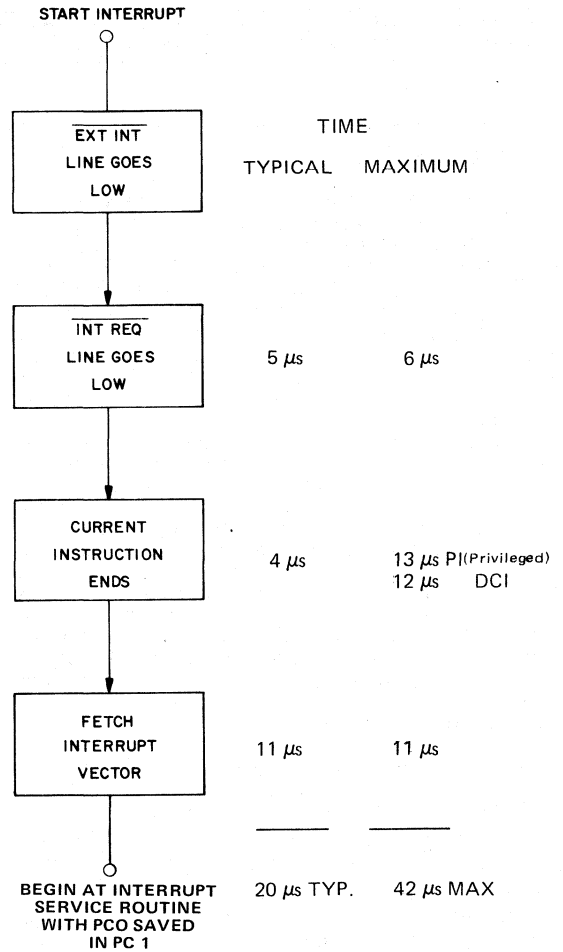 START INTERRUPT
EXT INT
LINE GOES
LOW
TIME
TYPICAL MAXIMUM
INT REQ
LINE GOES
LOW
5 µs 6 µs
CURRENT
INSTRUCTION
ENDS
4 µs 13 µs PI(Privileged)
12 µs DCI
FETCH
INTERRUPT
VECTOR
11 µs 11 µs
BEGIN AT INTERRUPT
SERVICE ROUTINE
WITH PCO SAVED
IN PC 1
20 µs TYP. 42 µs MAX